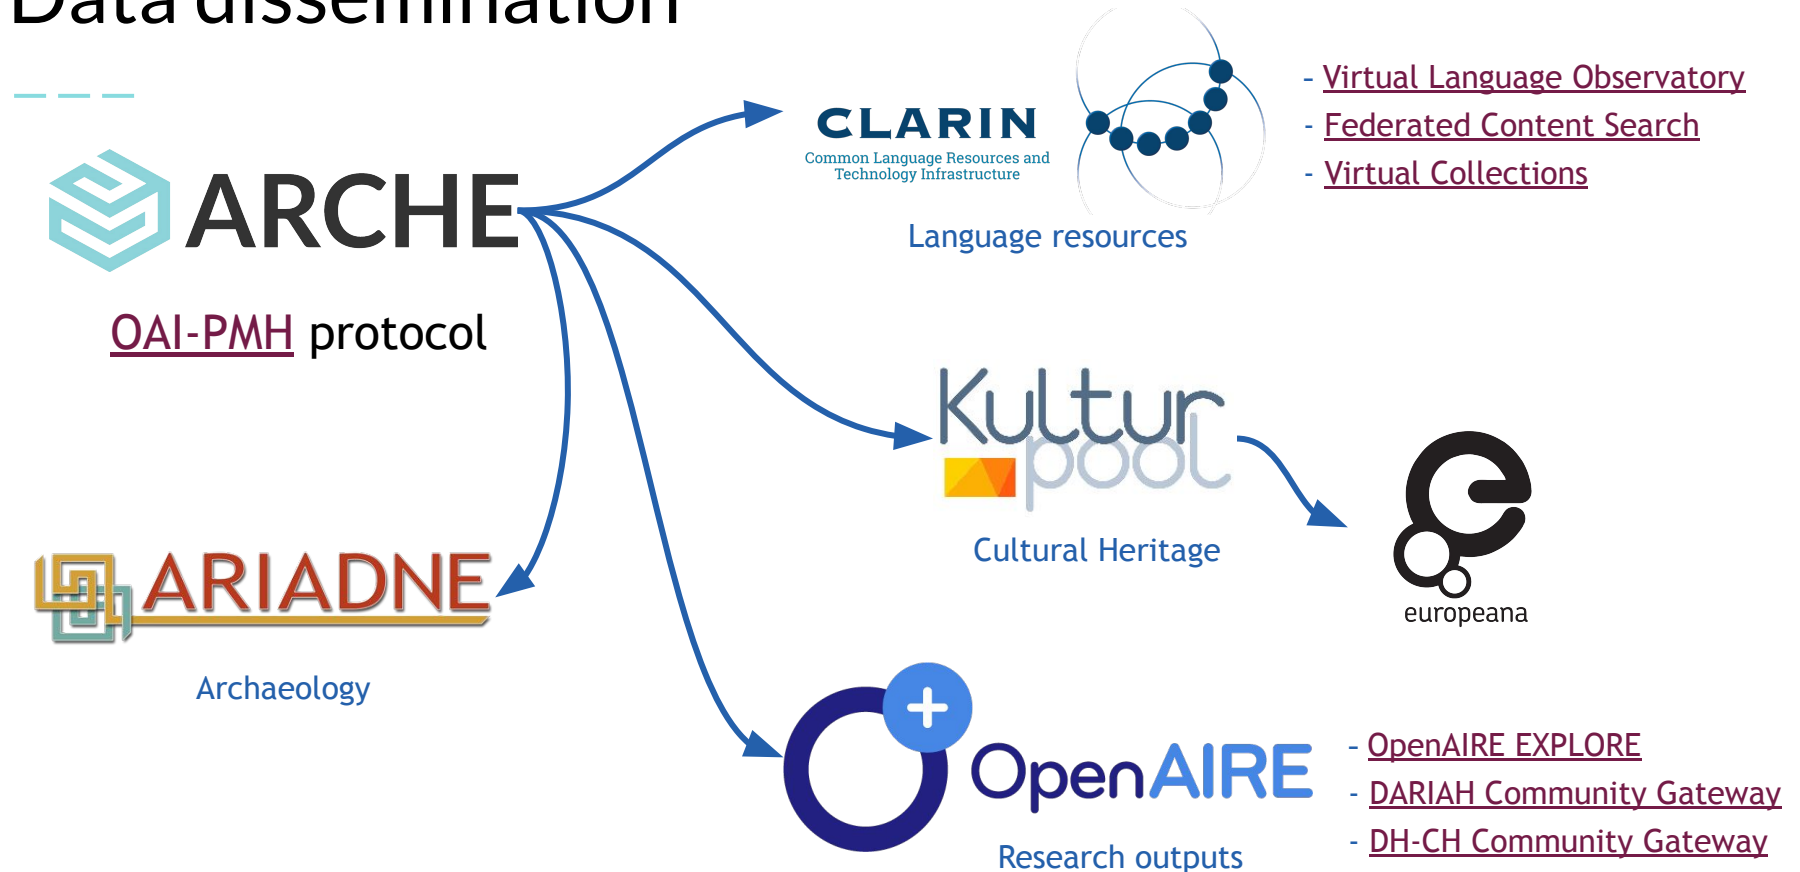 Data dissemination
ARCHE
OAI-PMH protocol
CLARIN
Common Language Resources and
Technology Infrastructure
Language resources
- Virtual Language Observatory
- Federated Content Search
- Virtual Collections
Kultur
pool
Cultural Heritage
europeana
ARIADNE
Archaeology
OpenAIRE
Research outputs
- OpenAIRE EXPLORE
- DARIAH Community Gateway
- DH-CH Community Gateway